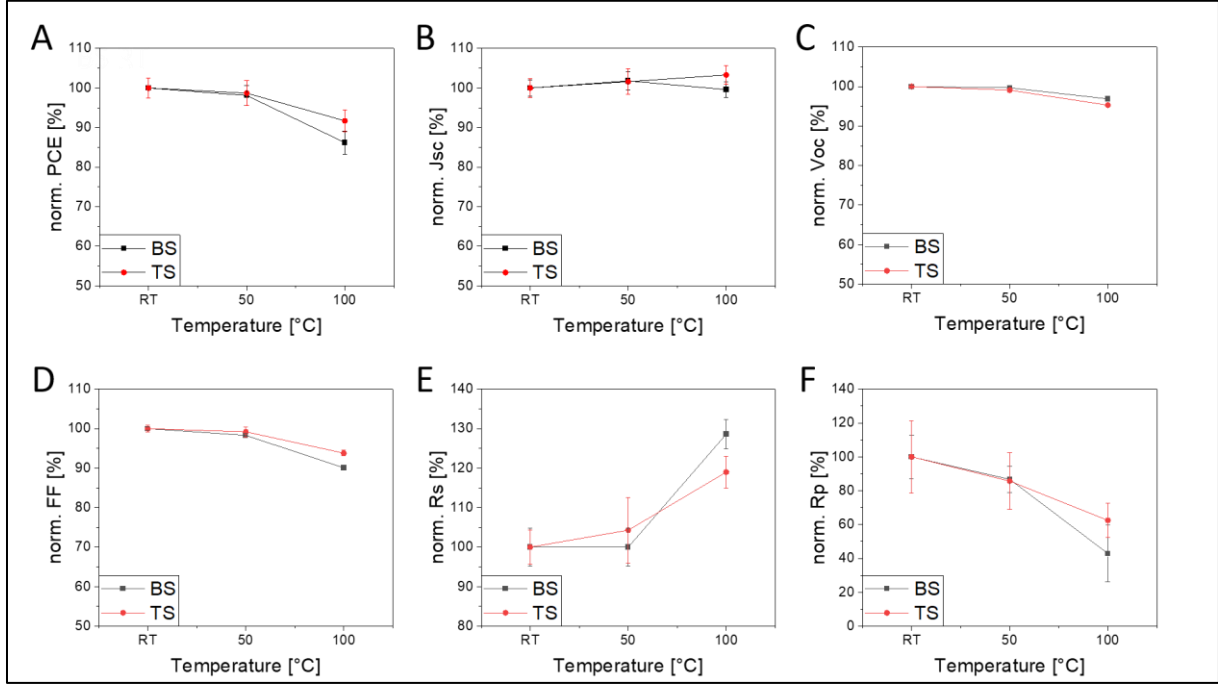 A
110
100
90
80
70
60
50
norm. PCE [%]
BS
TS
RT
50
100
Temperature [°C]
B
110
100
90
80
70
60
50
norm. Jsc [%]
BS
TS
RT
50
100
Temperature [°C]
C
110
100
90
80
70
60
50
norm. Voc [%]
BS
TS
RT
50
100
Temperature [°C]
D
110
100
90
80
70
60
50
norm. FF [%]
BS
TS
RT
50
100
Temperature [°C]
E
140
130
120
110
100
90
80
norm. Rs [%]
BS
TS
RT
50
100
Temperature [°C]
F
140
120
100
80
60
40
20
0
norm. Rp [%]
BS
TS
RT
50
100
Temperature [°C]